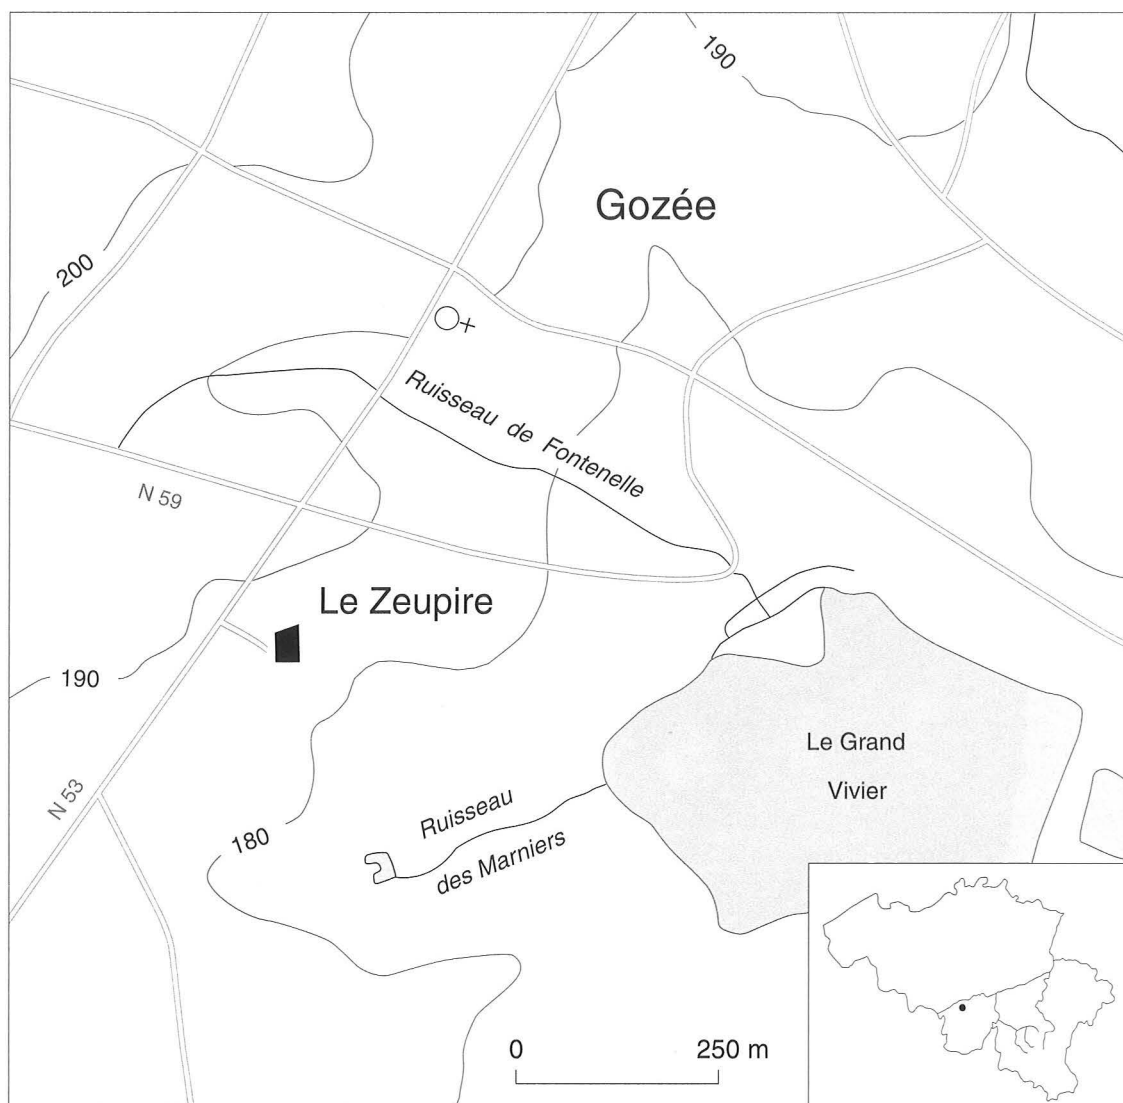 190
Gozée
200
Ruisseau de Fontenelle
N 59
Le Zeupire
190
Le Grand
Vivier
N 53
Ruisseau
180
des Marniers
0 250 m